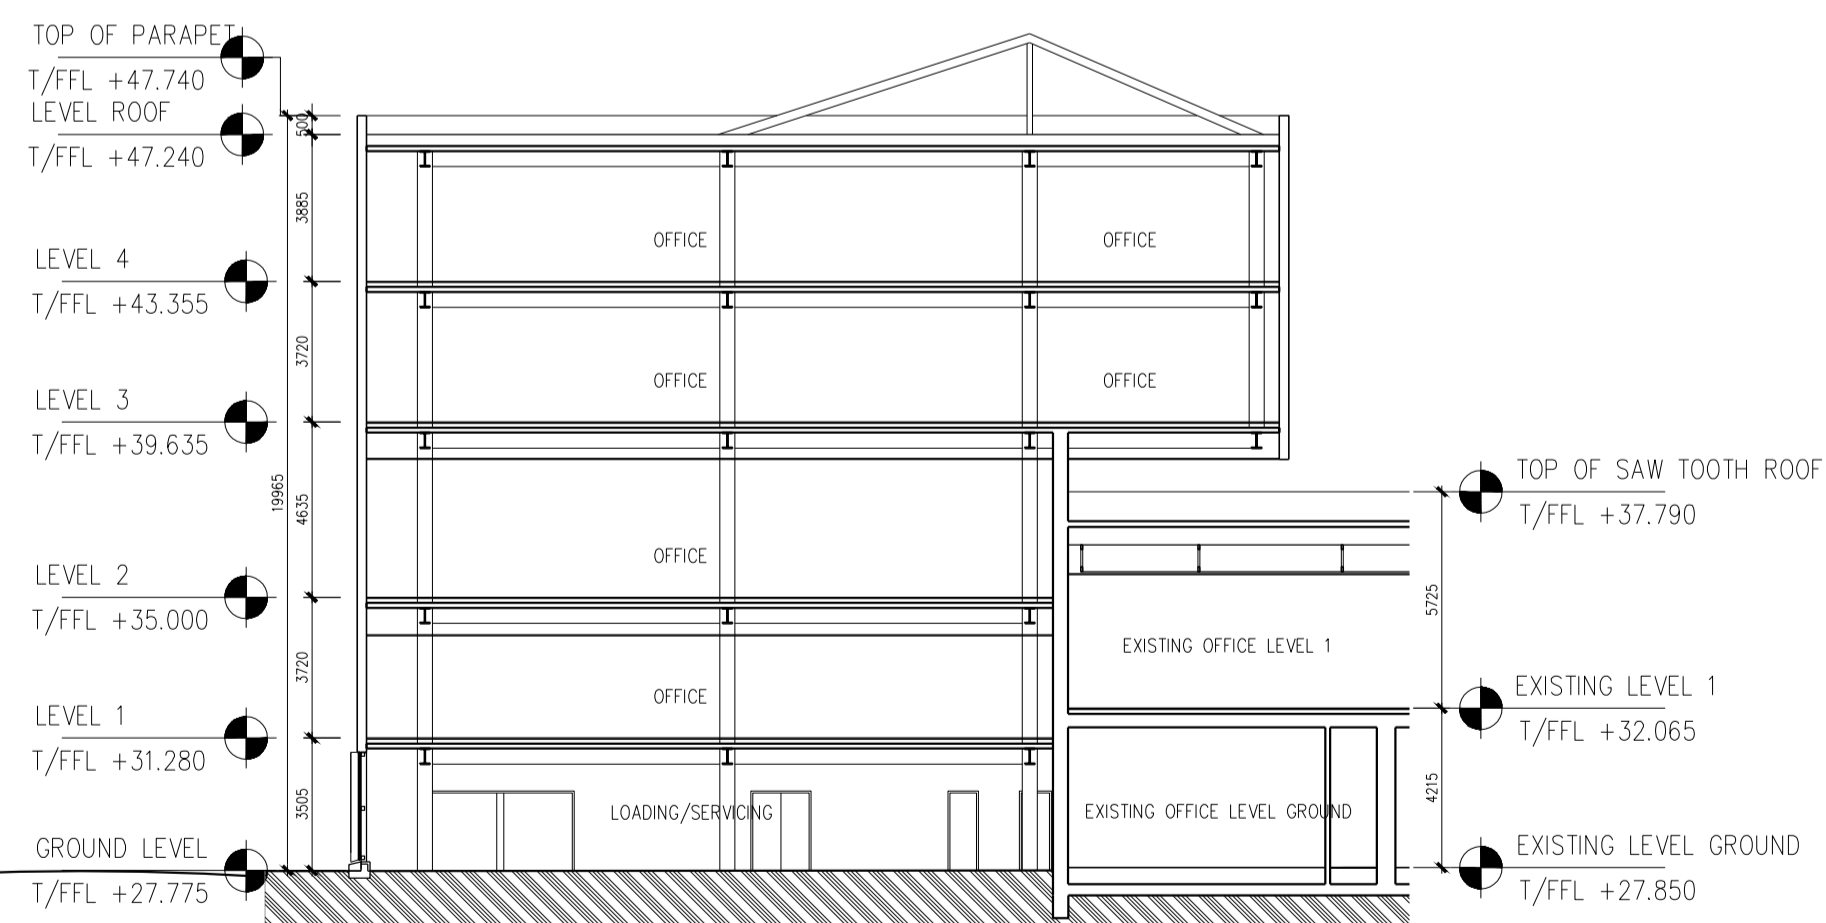 TOP OF PARAPET
T/FFL +47.740
LEVEL ROOF
T/FFL +47.240
500
3885
OFFICE
OFFICE
LEVEL 4
T/FFL +43.355
3720
OFFICE
OFFICE
LEVEL 3
T/FFL +39.635
19965
4635
TOP OF SAW TOOTH ROOF
T/FFL +37.790
OFFICE
LEVEL 2
T/FFL +35.000
5725
3720
EXISTING OFFICE LEVEL 1
OFFICE
EXISTING LEVEL 1
T/FFL +32.065
LEVEL 1
T/FFL +31.280
3505
LOADING/SERVICING
EXISTING OFFICE LEVEL GROUND
4215
GROUND LEVEL
T/FFL +27.775
EXISTING LEVEL GROUND
T/FFL +27.850